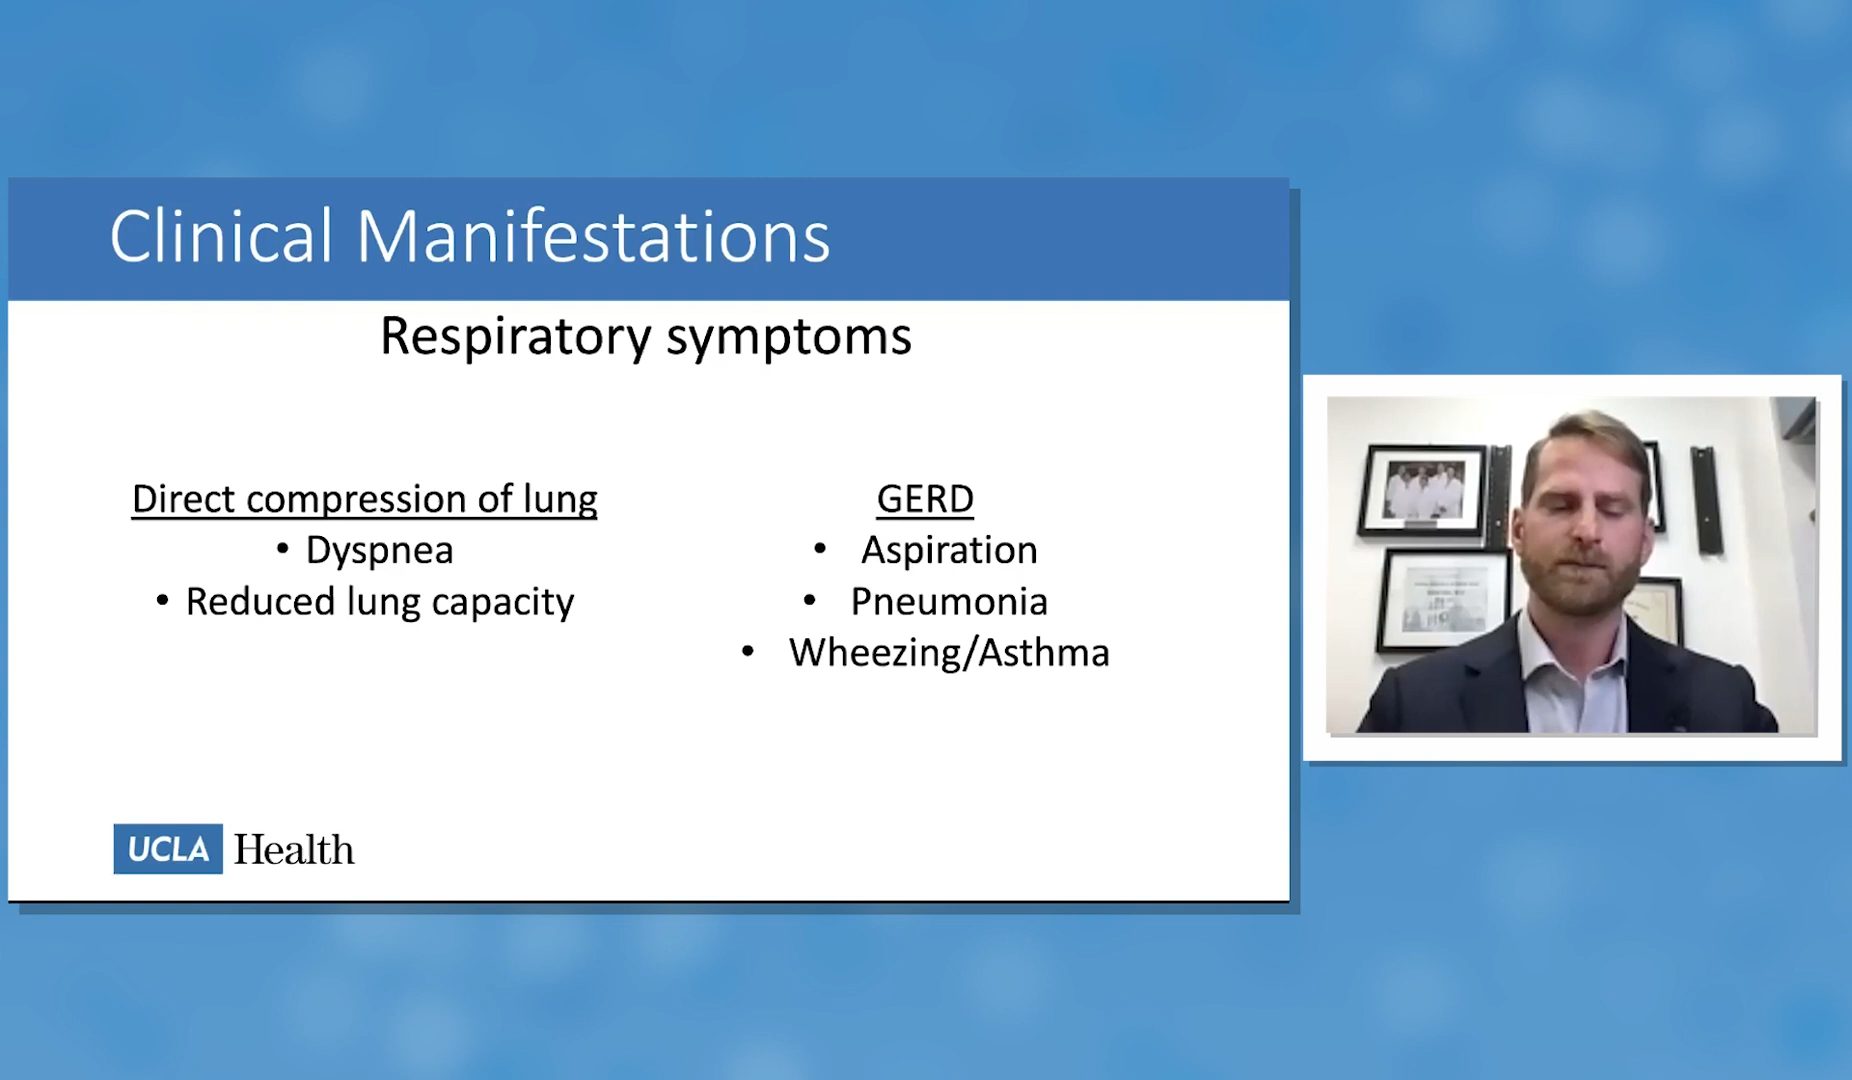 Clinical Manifestations
Respiratory symptoms
Direct compression of lung
• Dyspnea
• Reduced lung capacity
GERD
• Aspiration
• Pneumonia
• Wheezing/Asthma
UCLA Health